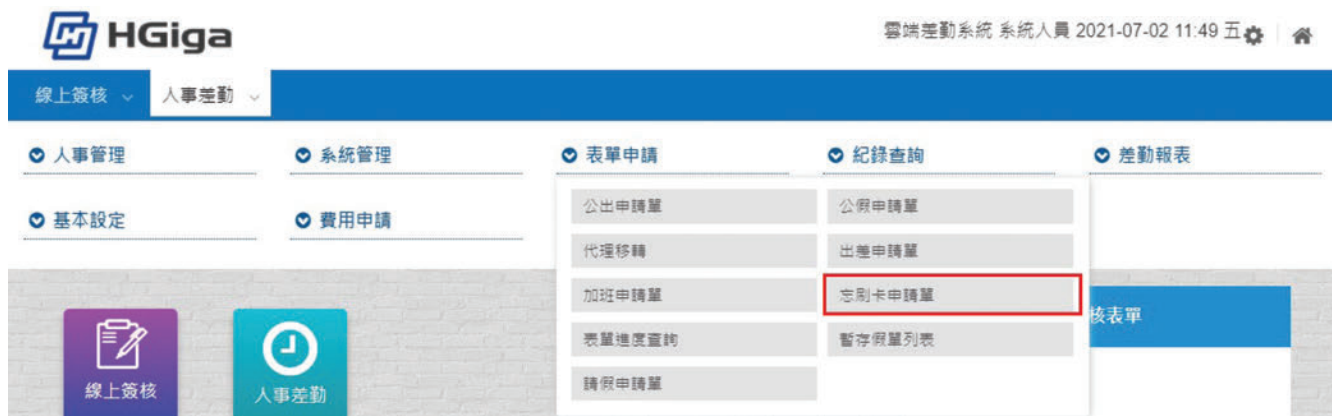 HGiga
雲端差勤系統 系統人員 2021-07-02 11:49 五
線上簽核 人事差勤
人事管理 系統管理 表單申請 紀錄查詢 差勤報表
基本設定 費用申請
公出申請單 公假申請單
代理移轉 出差申請單
加班申請單 忘刷卡申請單
表單進度查詢 暫存假單列表
請假申請單
核表單
線上簽核 人事差勤